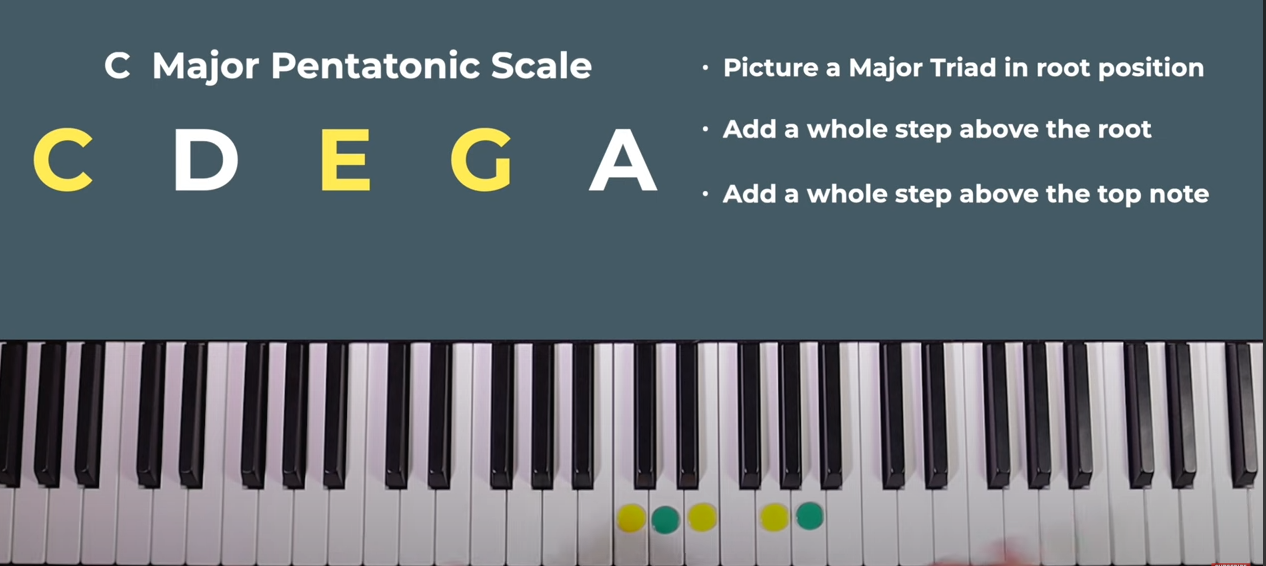 C Major Pentatonic Scale
C D E G A
• Picture a Major Triad in root position
• Add a whole step above the root
• Add a whole step above the top note